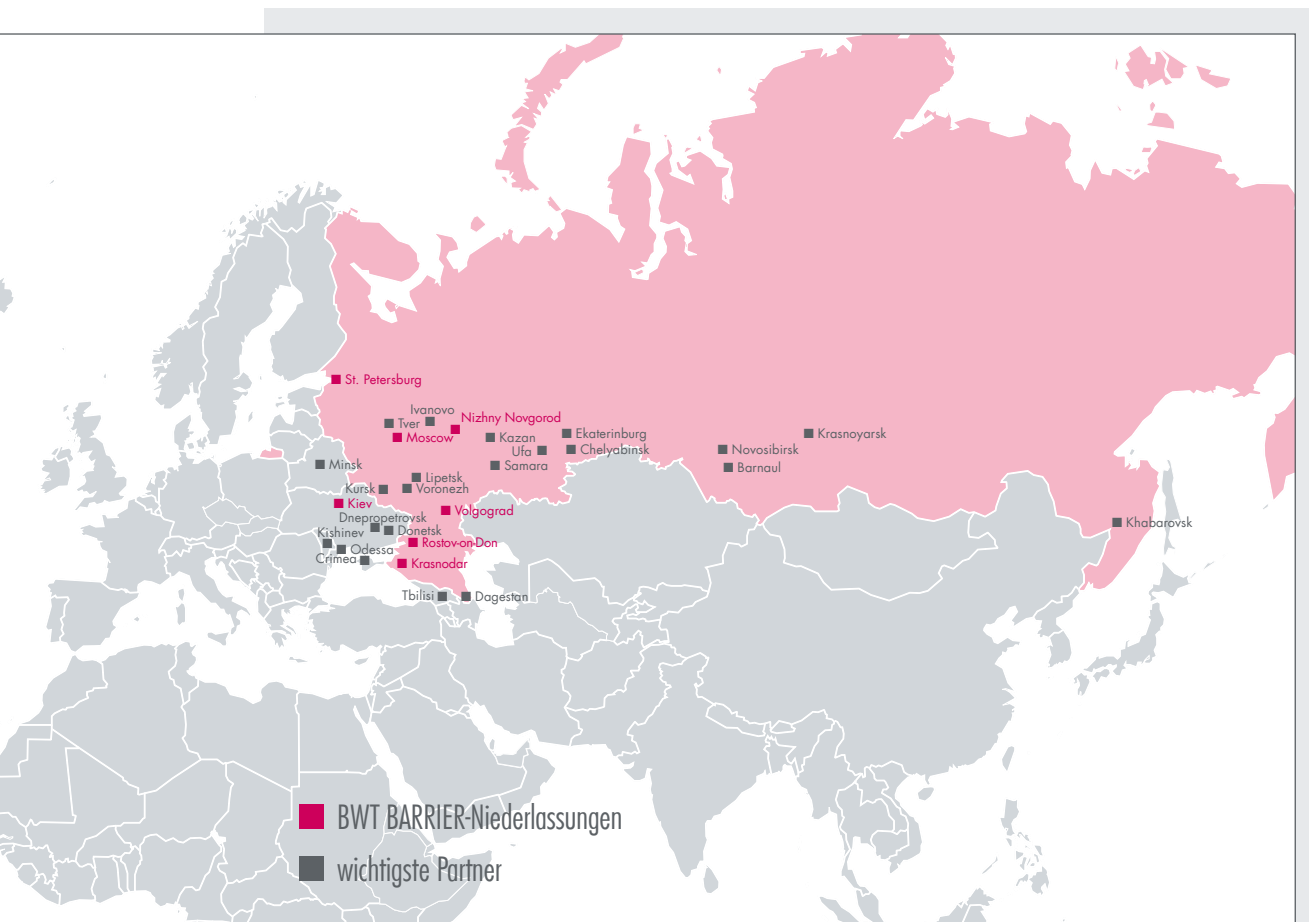 St. Petersburg
Ivanovo
Nizhny Novgorod
Tver
Moscow
Kazan
Ekaterinburg
Krasnoyarsk
Ufa
Chelyabinsk
Novosibirsk
Samara
Barnaul
Minsk
Lipetsk
Kursk
Voronezh
Kiev
Volgograd
Dnepropetrovsk
Khabarovsk
Donetsk
Kishinev
Rostov-on-Don
Odessa
Crimea
Krasnodar
Tbilisi
Dagestan
BWT BARRIER-Niederlassungen
wichtigste Partner